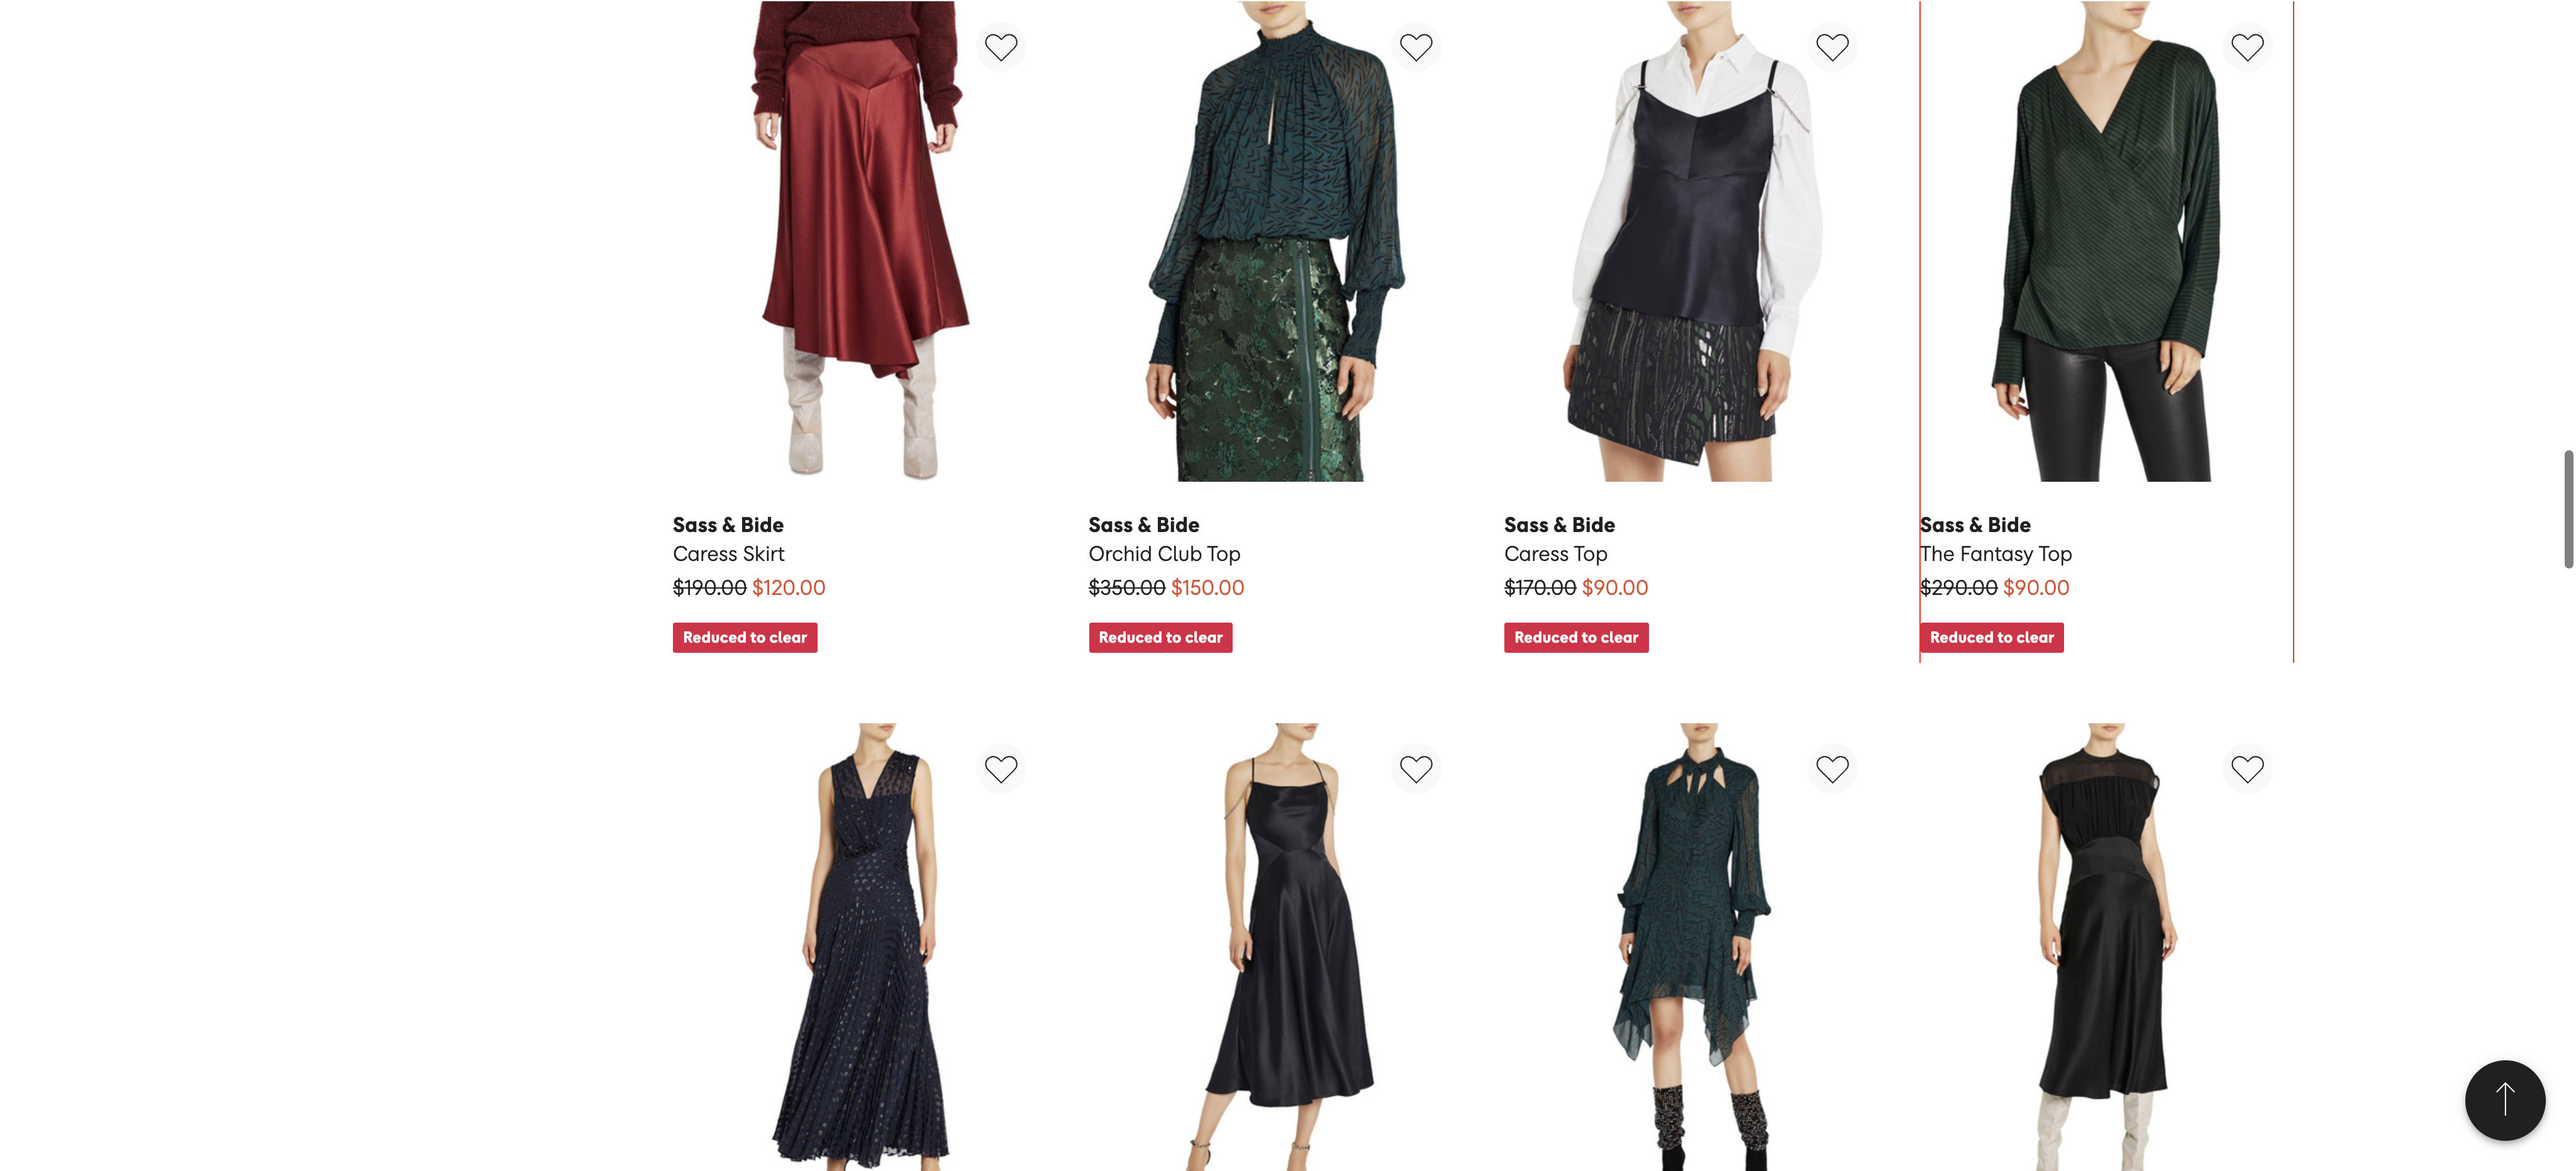 Sass & Bide
Caress Skirt
$190.00 $120.00
Reduced to clear
Sass & Bide
Orchid Club Top
$350.00 $150.00
Reduced to clear
Sass & Bide
Caress Top
$170.00 $90.00
Reduced to clear
Sass & Bide
The Fantasy Top
$290.00 $90.00
Reduced to clear